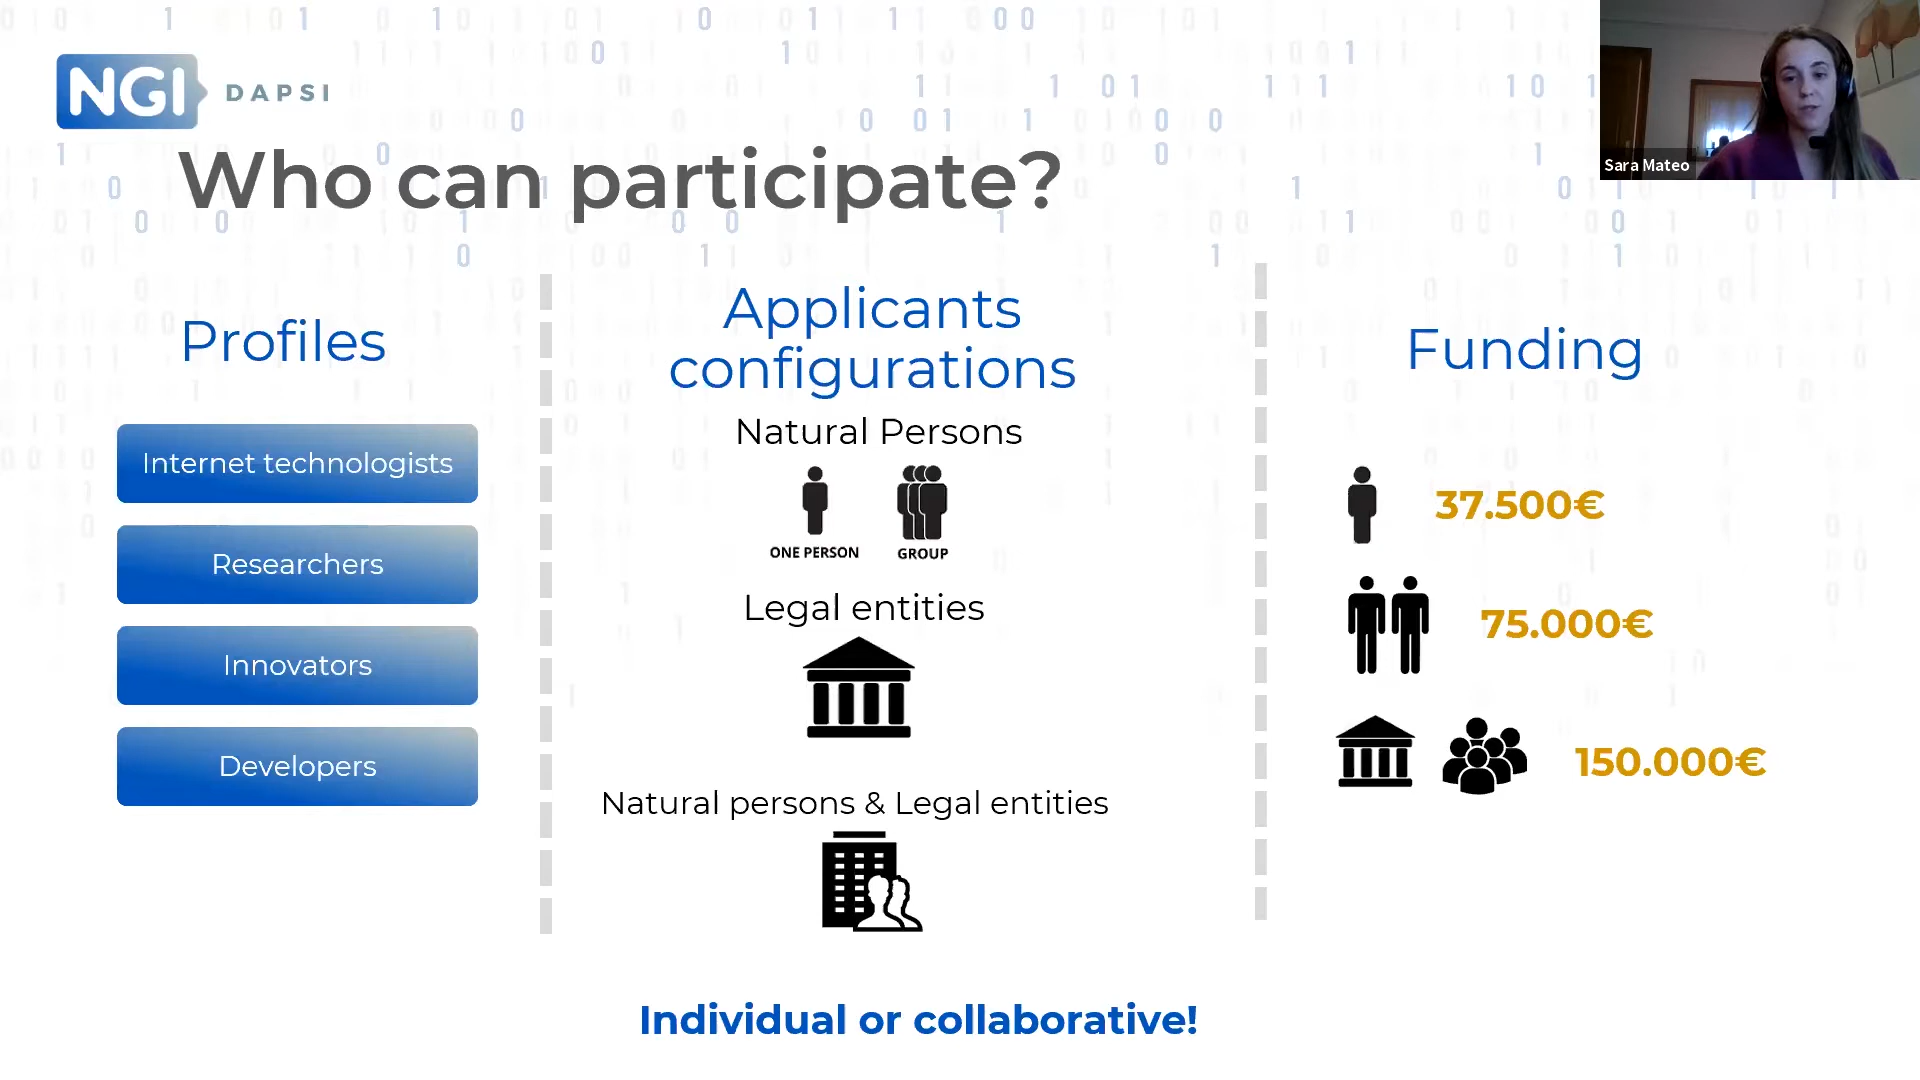 NGI DAPSI
Sara Mateo
Who can participate?
Profiles
Internet technologists
Researchers
Innovators
Developers
Applicants
configurations
Natural Persons
ONE PERSON
GROUP
Legal entities
Natural persons & Legal entities
Funding
37.500€
75.000€
150.000€
Individual or collaborative!